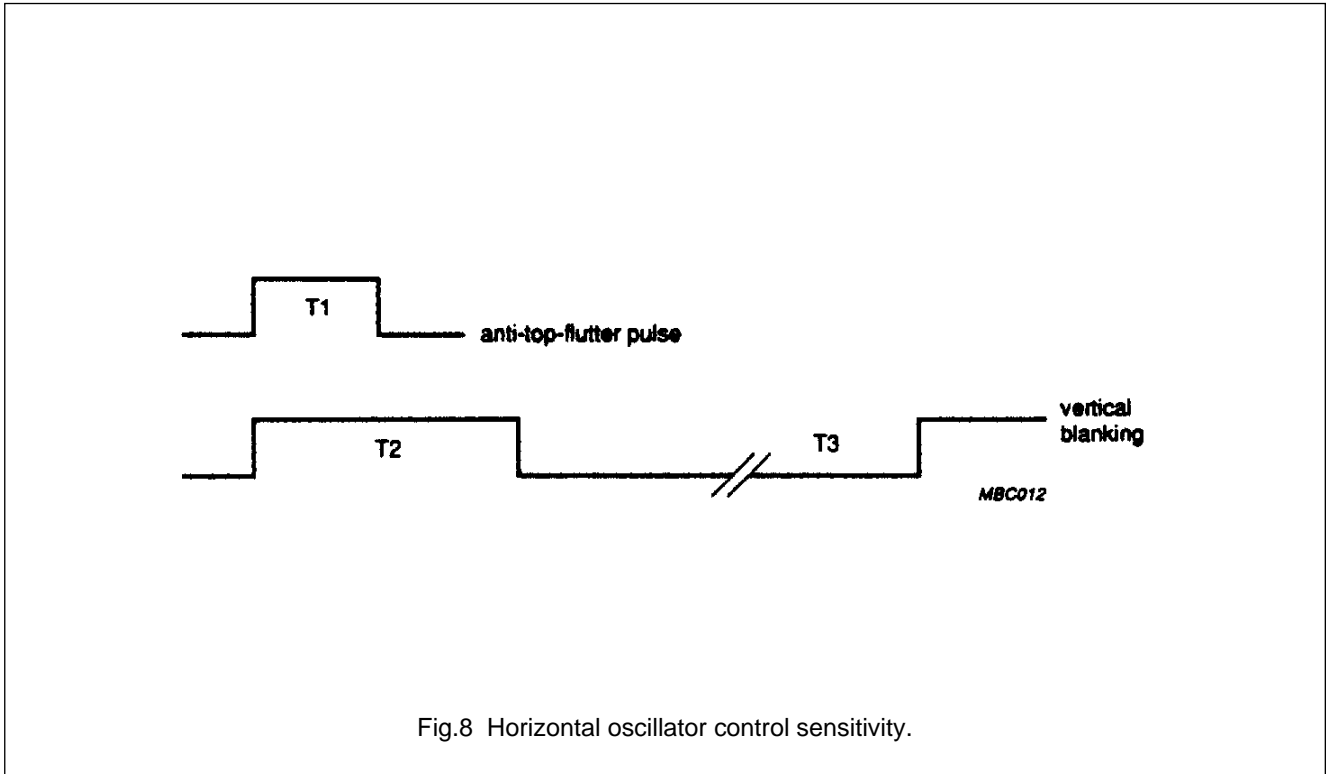 T1
anti-top-flutter pulse
T2
T3
vertical
blanking
MBC012
Fig.8 Horizontal oscillator control sensitivity.